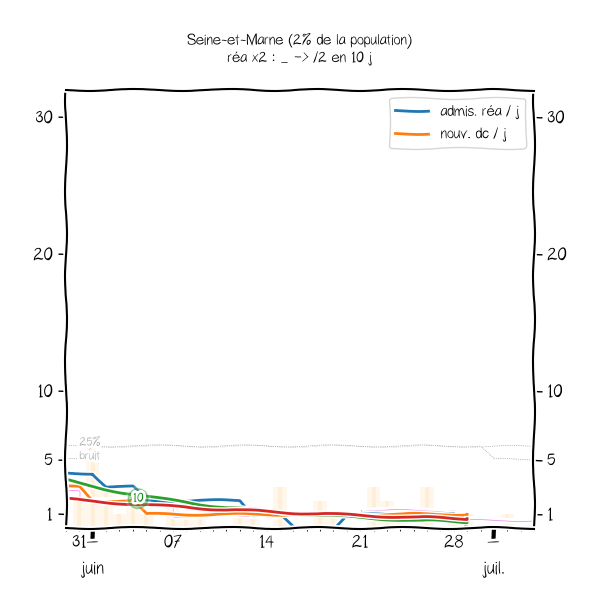 Seine-et-Marne (2% de la population)
réa x2 : _ -> /2 en 10 j
admis. réa / j
nouv. dc / j
30
30
20
20
10
10
25%
bruit
5
5
10
1
1
31
07
14
21
28
juin
juil.